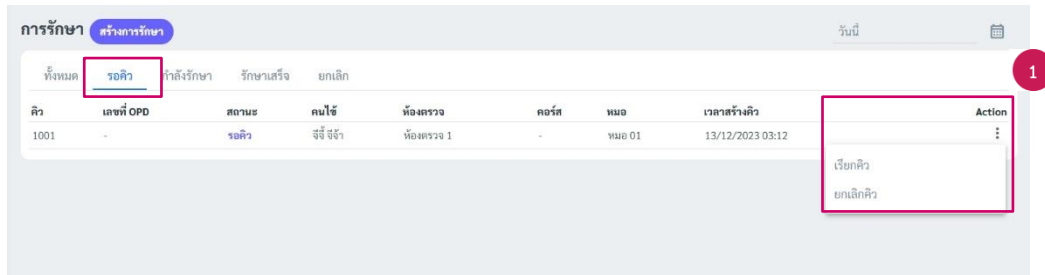 การรักษา สร้างการรักษา วันนี้
ทั้งหมด รอคิว กำลังรักษา รักษาเสร็จ ยกเลิก 1
คิว เลขที่ OPD สถานะ คนไข้ ห้องตรวจ คอร์ส หมอ เวลาสร้างคิว Action
1001 - รอคิว จีจี้ จีจ้า ห้องตรวจ 1 - หมอ 01 13/12/2023 03:12
เรียกคิว
ยกเลิกคิว